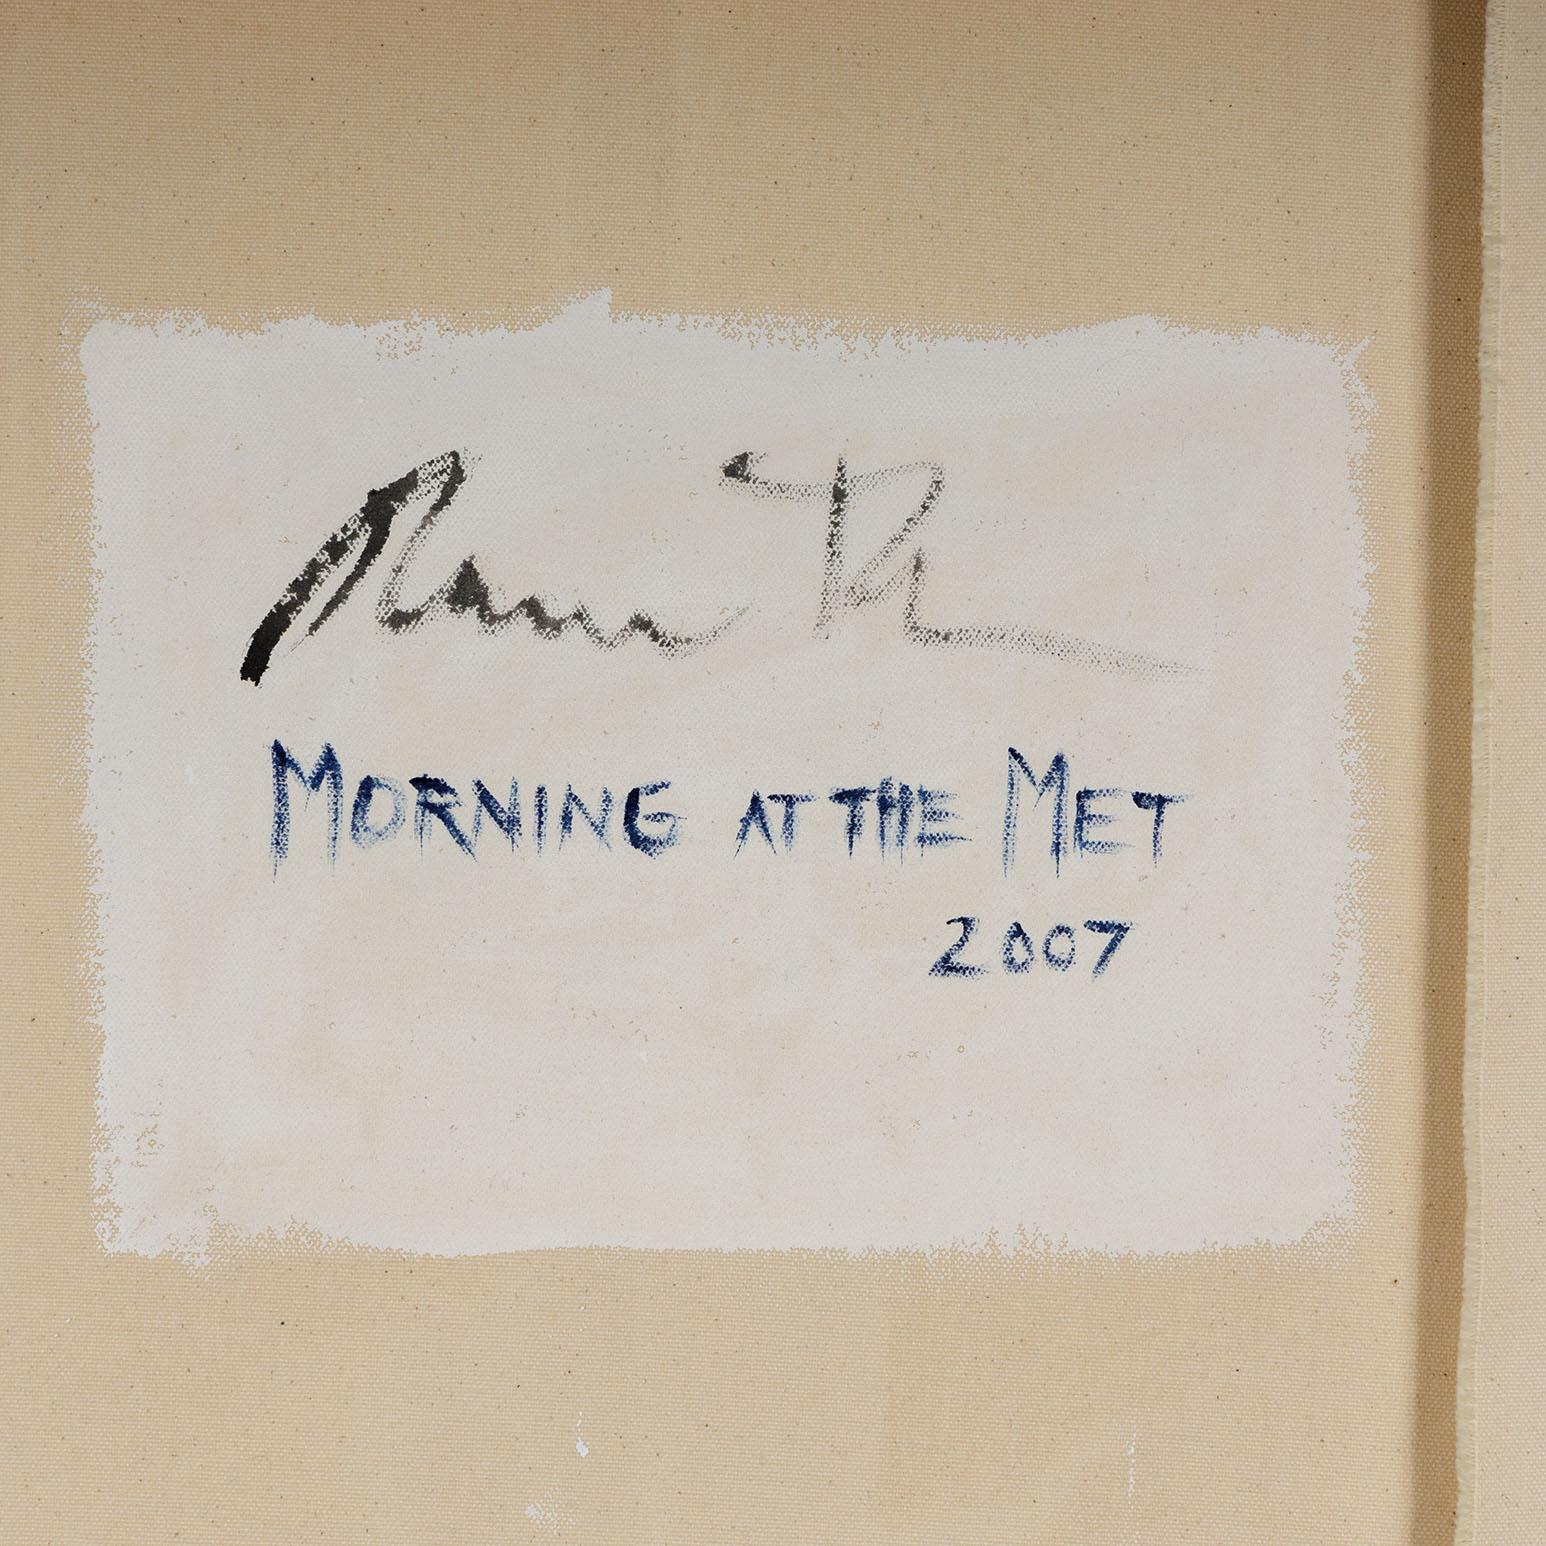 MORNING AT THE MET
2007